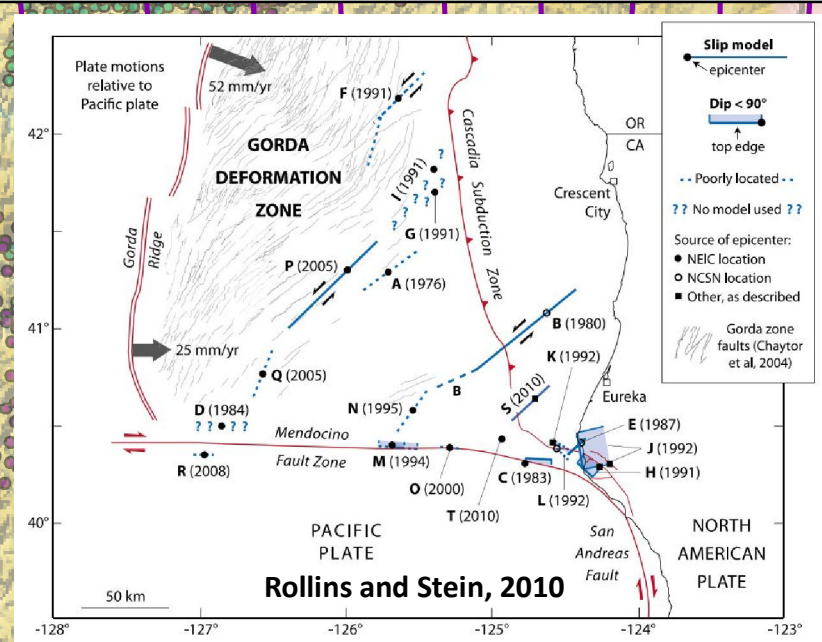 Plate motions
relative to
Pacific plate
52 mm/yr
F (1991)
GORDA
DEFORMATION
ZONE
I (1991)
G (1991)
Cascadia Subduction Zone
OR
CA
Crescent
City
Gorda
Ridge
P (2005)
A (1976)
B (1980)
K (1992)
25 mm/yr
Q (2005)
B
S (2010)
Eureka
N (1995)
D (1984)
E (1987)
J (1992)
H (1991)
Mendocino
Fault Zone
R (2008)
M (1994)
O (2000)
C (1983)
L (1992)
T (2010)
PACIFIC
PLATE
San
Andreas
Fault
NORTH
AMERICAN
PLATE
50 km
Rollins and Stein, 2010
Slip model
epicenter
Dip < 90°
top edge
Poorly located
? ? No model used ? ?
Source of epicenter:
NEIC location
NCSN location
Other, as described
Gorda zone
faults (Chaytor
et al, 2004)
42°
41°
40°
-128°
-127°
-126°
-125°
-124°
-123°